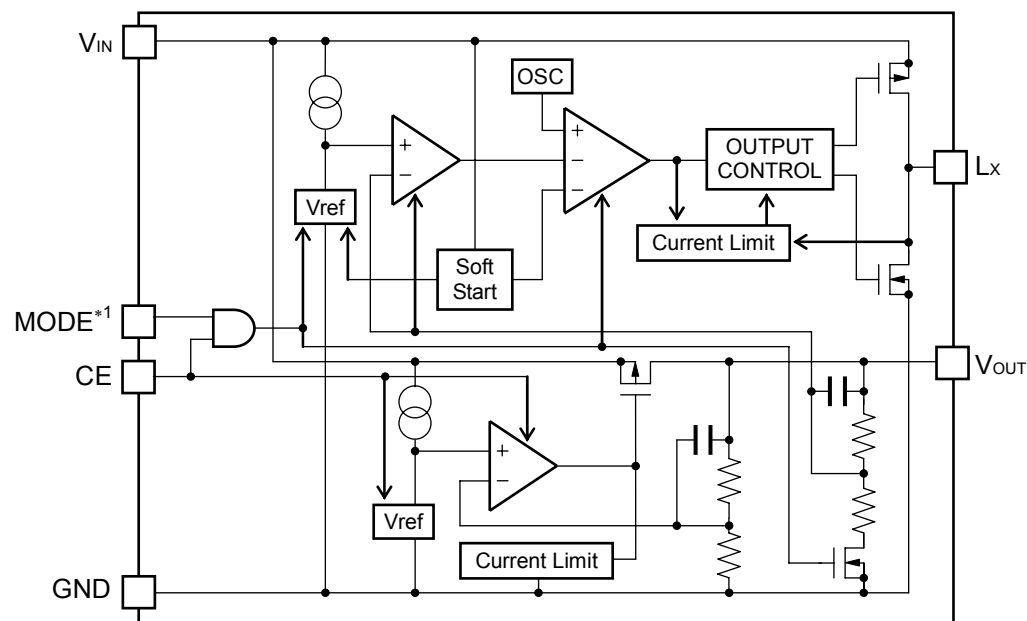 VIN
OSC
+
−
+
−
−
OUTPUT
CONTROL
LX
Vref
Current Limit
Soft
Start
MODE*1
CE
VOUT
+
−
Vref
Current Limit
GND